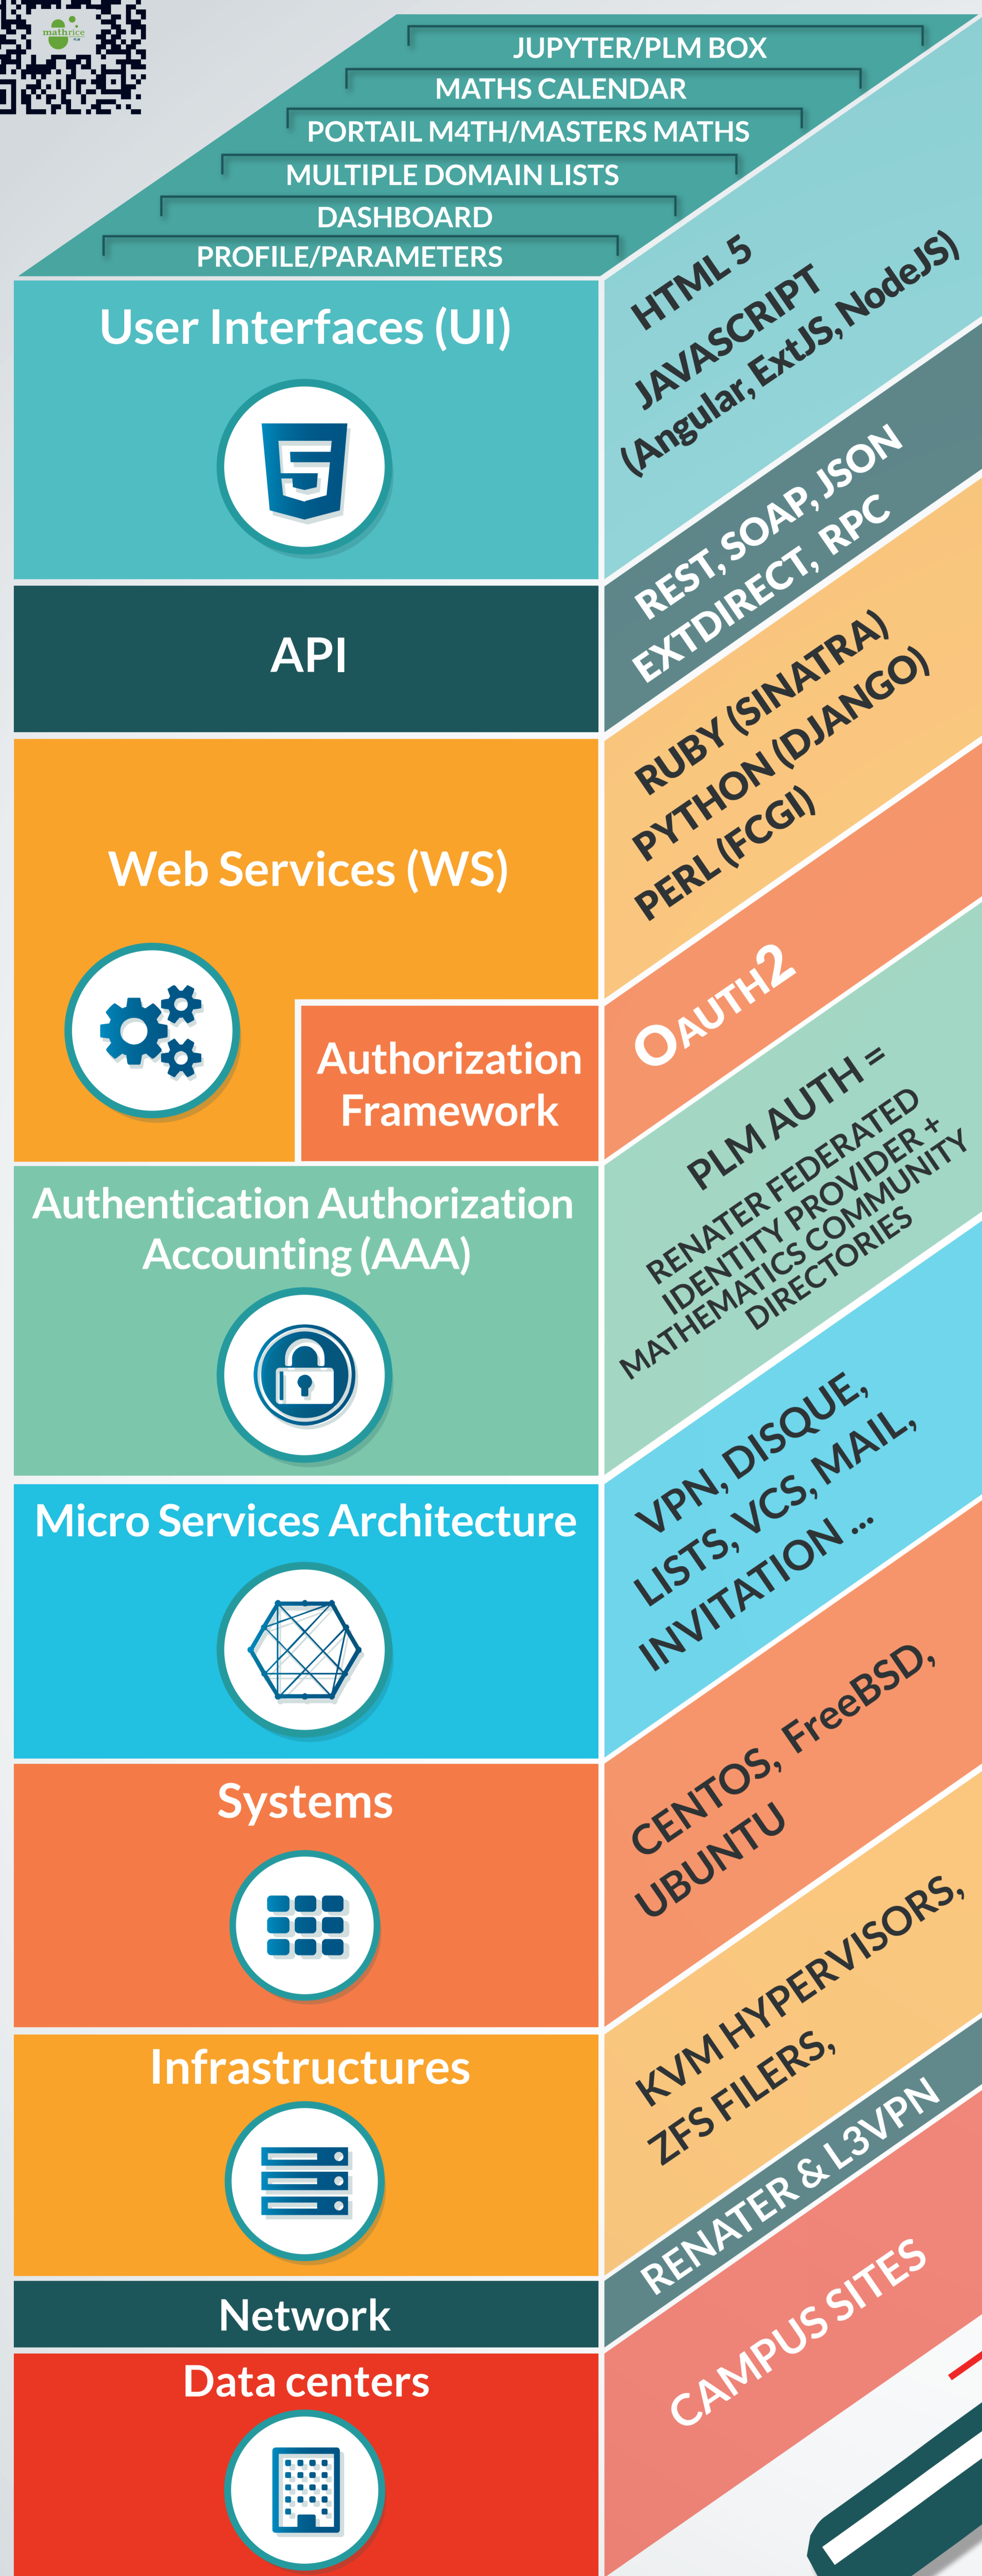 mathrice
PLM
JUPYTER/PLM BOX
MATHS CALENDAR
PORTAIL M4TH/MASTERS MATHS
MULTIPLE DOMAIN LISTS
DASHBOARD
PROFILE/PARAMETERS
User Interfaces (UI)
HTML 5
JAVASCRIPT
(Angular, ExtJS, NodeJS)
API
REST, SOAP, JSON
EXTDIRECT, RPC
Web Services (WS)
RUBY (SINATRA)
PYTHON (DJANGO)
PERL (FCGI)
Authorization
Framework
OAUTH2
Authentication Authorization
Accounting (AAA)
PLM AUTH =
RENATER FEDERATED
IDENTITY PROVIDER +
MATHEMATICS COMMUNITY
DIRECTORIES
Micro Services Architecture
VPN, DISQUE,
LISTS, VCS, MAIL,
INVITATION ...
Systems
CENTOS, FreeBSD,
UBUNTU
Infrastructures
KVM HYPERVISORS,
ZFS FILERS,
Network
RENATER & L3VPN
Data centers
CAMPUS SITES